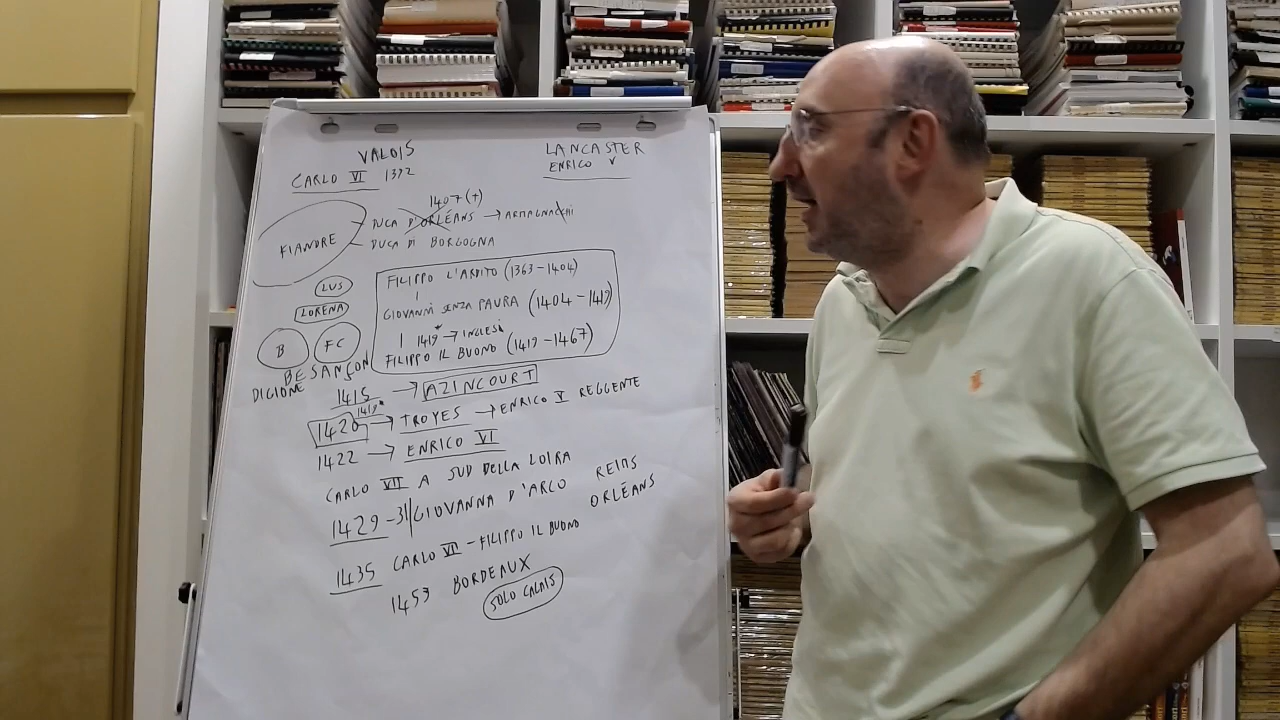 VALOIS
CARLO VI 1392
LANCASTER
ENRICO V
1407 (+)
DUCA D'ORLÉANS → ARMAGNACHI
DUCA DI BORGOGNA
FIANDRE
LUS
LORENA
B
FC
BESANÇON
DIGIONE
FILIPPO L'ARDITO (1363-1404)
GIOVANNI SENZA PAURA (1404-1419)
1419* → INGLESI
FILIPPO IL BUONO (1419-1467)
1415 → AZINCOURT
1419*
1420 → TROYES → ENRICO V REGGENTE
1422 → ENRICO VI
CARLO VII A SUD DELLA LOIRA
1429-31 GIOVANNA D'ARCO
REIMS
ORLÉANS
1435 CARLO VII - FILIPPO IL BUONO
1453 BORDEAUX
SOLO CALAIS